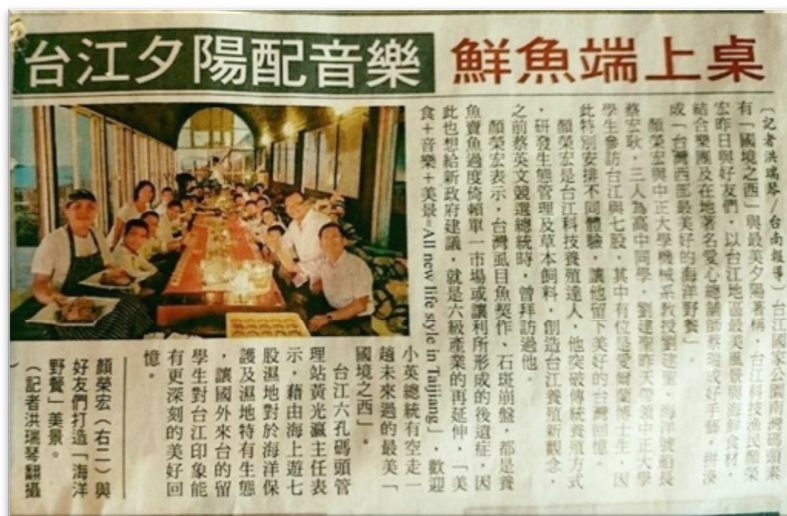 台江夕陽配音樂 鮮魚端上桌
〔記者洪瑞琴/台南報導〕台江國家公園南灣碼頭素
有「國境之西」與最美夕陽著稱,台江科技漁民顏榮
宏昨日與好友們,以台江地區最美風景與海鮮食材,
結合樂團及在地著名愛心總鋪師蔡 好手藝,拼湊
成「台灣西部最美好的海洋野餐」。
顏榮宏與中正大學機械系教授劉建聖、海洋號船長
蔡宏耿,三人為高中同學,劉建聖昨天帶領中正大學
學生參訪台江與七股,其中有位是愛爾蘭博士生,因
此特別安排不同體驗,讓他留下美好的台灣回憶。
顏榮宏是台江科技養殖達人,他突破傳統養殖方式
,研發生態管理及草本飼料,創造台江養殖新觀念,
之前蔡英文競選總統時,曾拜訪過他。
顏榮宏表示,台灣虱目魚契作、石斑崩盤,都是養
魚賣魚過度倚賴單一市場或讓利所形成的後遺症,因
此也想給新政府建議,就是六級產業的再延伸,「美
食+音樂+美景=All new life style in Taijiang」,歡迎
小英總統有空走一
趟未來過的最美「
國境之西」。
台江六孔碼頭管
理站黃光瀛主任表
示,藉由海上遊七
股濕地對於海洋保
護及濕地特有生態
,讓國外來台的留
學生對台江印象能
有更深刻的美好回
憶。
顏榮宏(右二)與
好友們打造「海洋
野餐」美景。
(記者洪瑞琴翻攝